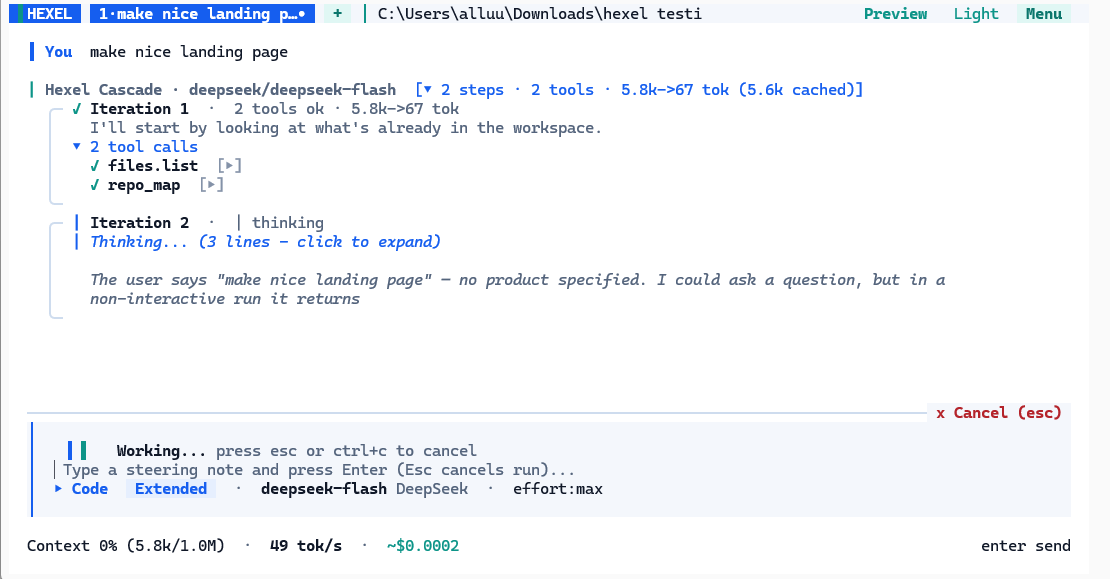 HEXEL 1·make nice landing p…• + C:\Users\alluu\Downloads\hexel testi Preview Light Menu
You make nice landing page
Hexel Cascade · deepseek/deepseek-flash [▾ 2 steps · 2 tools · 5.8k->67 tok (5.6k cached)]
✓ Iteration 1 · 2 tools ok · 5.8k->67 tok
I'll start by looking at what's already in the workspace.
▾ 2 tool calls
✓ files.list [▸]
✓ repo_map [▸]
Iteration 2 · | thinking
Thinking... (3 lines - click to expand)
The user says "make nice landing page" — no product specified. I could ask a question, but in a
non-interactive run it returns
x Cancel (esc)
Working... press esc or ctrl+c to cancel
Type a steering note and press Enter (Esc cancels run)...
▸ Code Extended · deepseek-flash DeepSeek · effort:max
Context 0% (5.8k/1.0M) · 49 tok/s · ~$0.0002 enter send